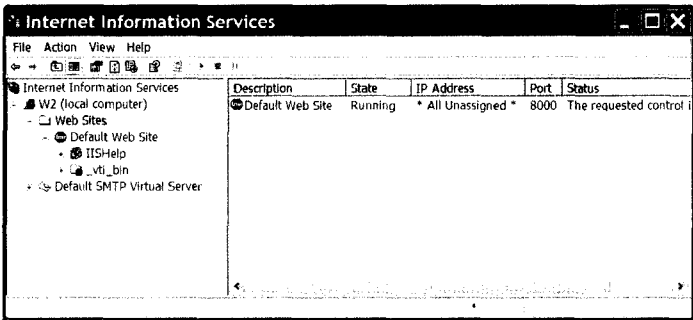 Internet Information Services
File Action View Help
Internet Information Services
W2 (local computer)
Web Sites
Default Web Site
IISHelp
_vti_bin
Default SMTP Virtual Server
Description State IP Address Port Status
Default Web Site Running * All Unassigned * 8000 The requested control i